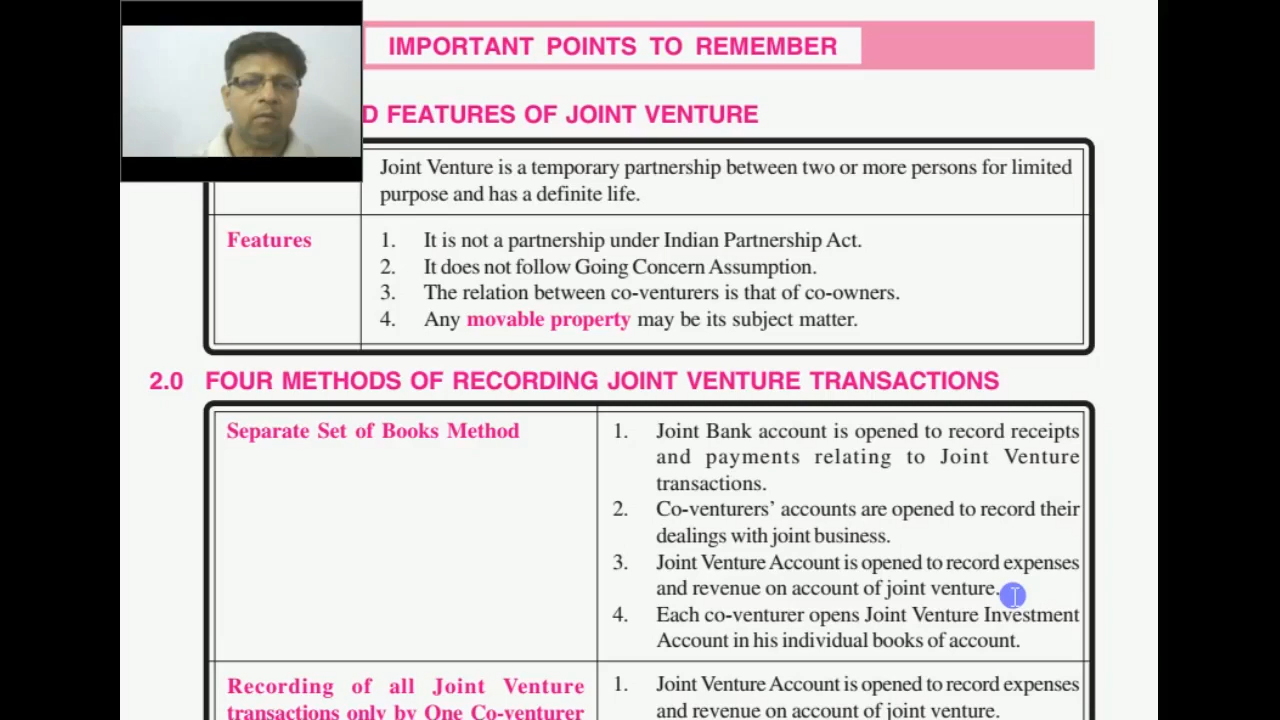 IMPORTANT POINTS TO REMEMBER
D FEATURES OF JOINT VENTURE
Joint Venture is a temporary partnership between two or more persons for limited
purpose and has a definite life.
Features
1. It is not a partnership under Indian Partnership Act.
2. It does not follow Going Concern Assumption.
3. The relation between co-venturers is that of co-owners.
4. Any movable property may be its subject matter.
2.0 FOUR METHODS OF RECORDING JOINT VENTURE TRANSACTIONS
Separate Set of Books Method
1. Joint Bank account is opened to record receipts
and payments relating to Joint Venture
transactions.
2. Co-venturers’ accounts are opened to record their
dealings with joint business.
3. Joint Venture Account is opened to record expenses
and revenue on account of joint venture.
4. Each co-venturer opens Joint Venture Investment
Account in his individual books of account.
Recording of all Joint Venture
transactions only by One Co-venturer
1. Joint Venture Account is opened to record expenses
and revenue on account of joint venture.